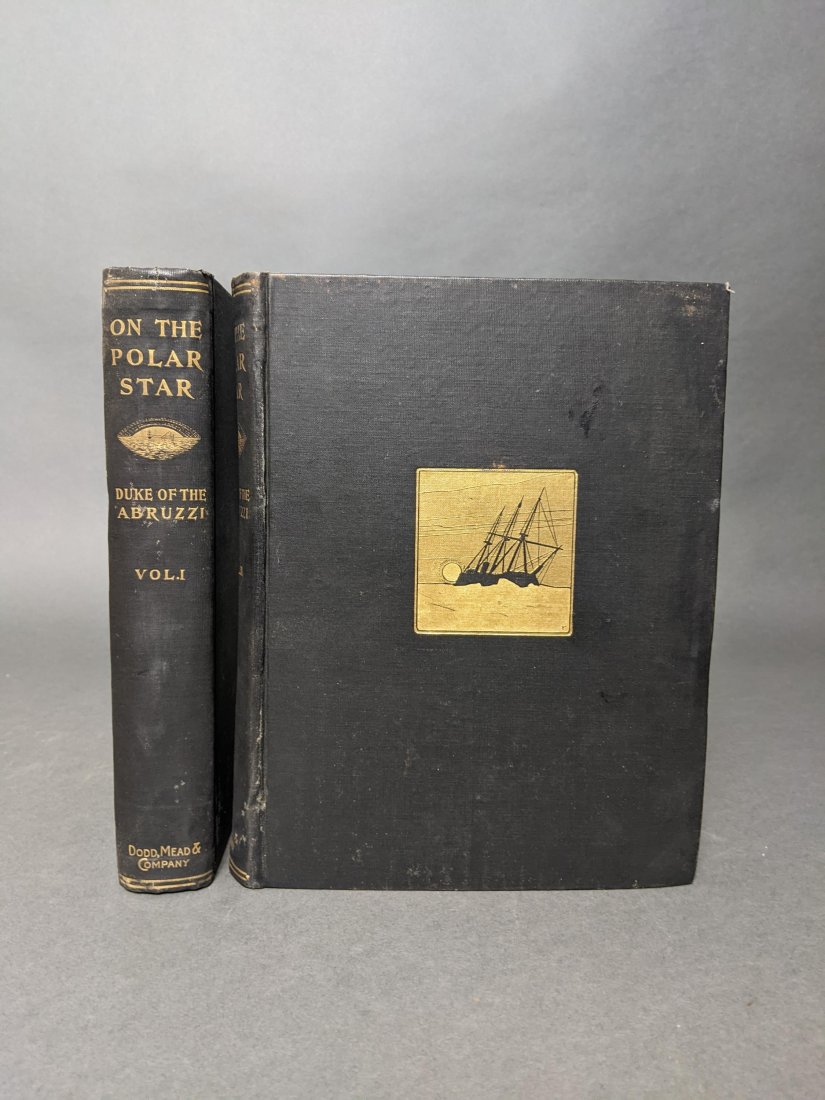 ON THE
POLAR
STAR
DUKE OF THE
ABRUZZI
VOL.I
DODD, MEAD &
COMPANY